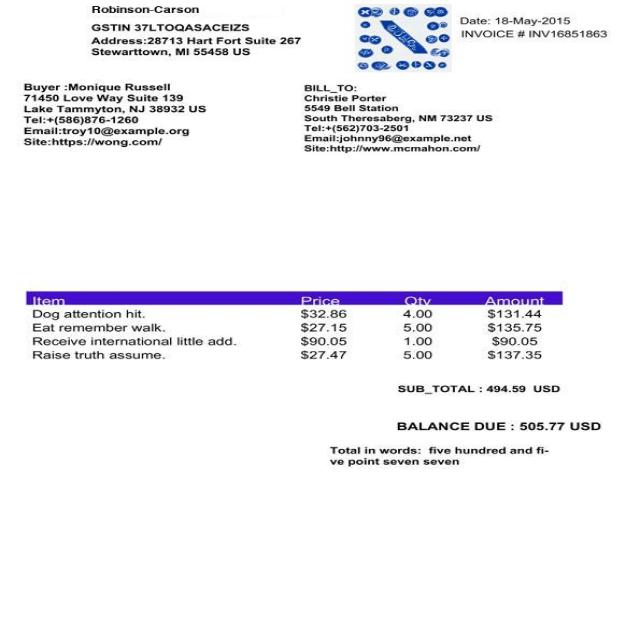 Robinson-Carson
GSTIN 37LTOQASACEIZS
Address:28713 Hart Fort Suite 267
Stewarttown, MI 55458 US
Date: 18-May-2015
INVOICE # INV16851863
Buyer :Monique Russell
71450 Love Way Suite 139
Lake Tammyton, NJ 38932 US
Tel:+(586)876-1260
Email:troy10@example.org
Site:https://wong.com/
BILL_TO:
Christie Porter
5549 Bell Station
South Theresaberg, NM 73237 US
Tel:+(562)703-2501
Email:johnny96@example.net
Site:http://www.mcmahon.com/
Item Price Qty Amount
Dog attention hit. $32.86 4.00 $131.44
Eat remember walk. $27.15 5.00 $135.75
Receive international little add. $90.05 1.00 $90.05
Raise truth assume. $27.47 5.00 $137.35
SUB_TOTAL : 494.59 USD
BALANCE DUE : 505.77 USD
Total in words: five hundred and fi-
ve point seven seven